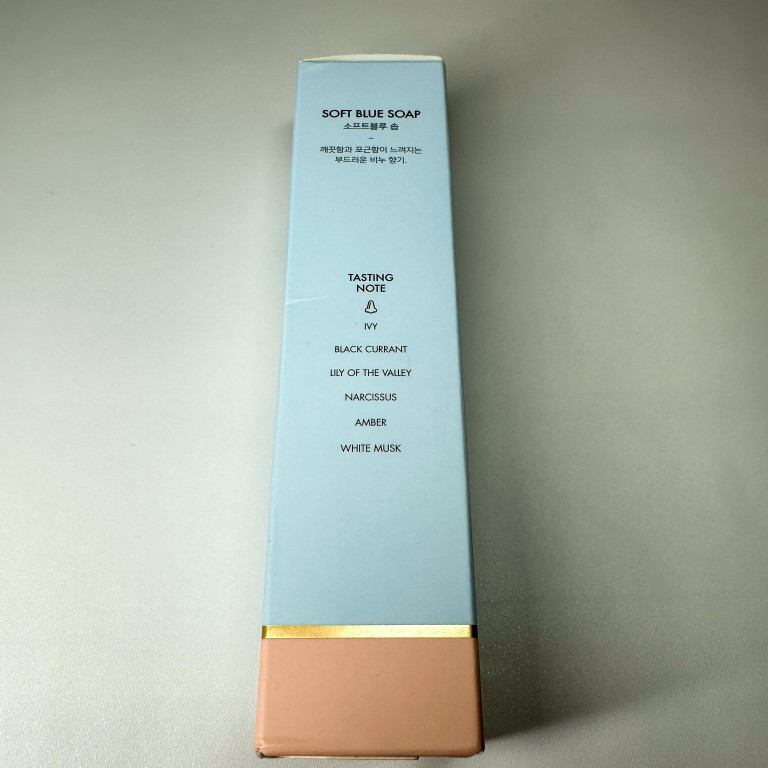 SOFT BLUE SOAP
소프트블루 솝
–
깨끗함과 포근함이 느껴지는
부드러운 비누 향기.
TASTING
NOTE
IVY
BLACK CURRANT
LILY OF THE VALLEY
NARCISSUS
AMBER
WHITE MUSK